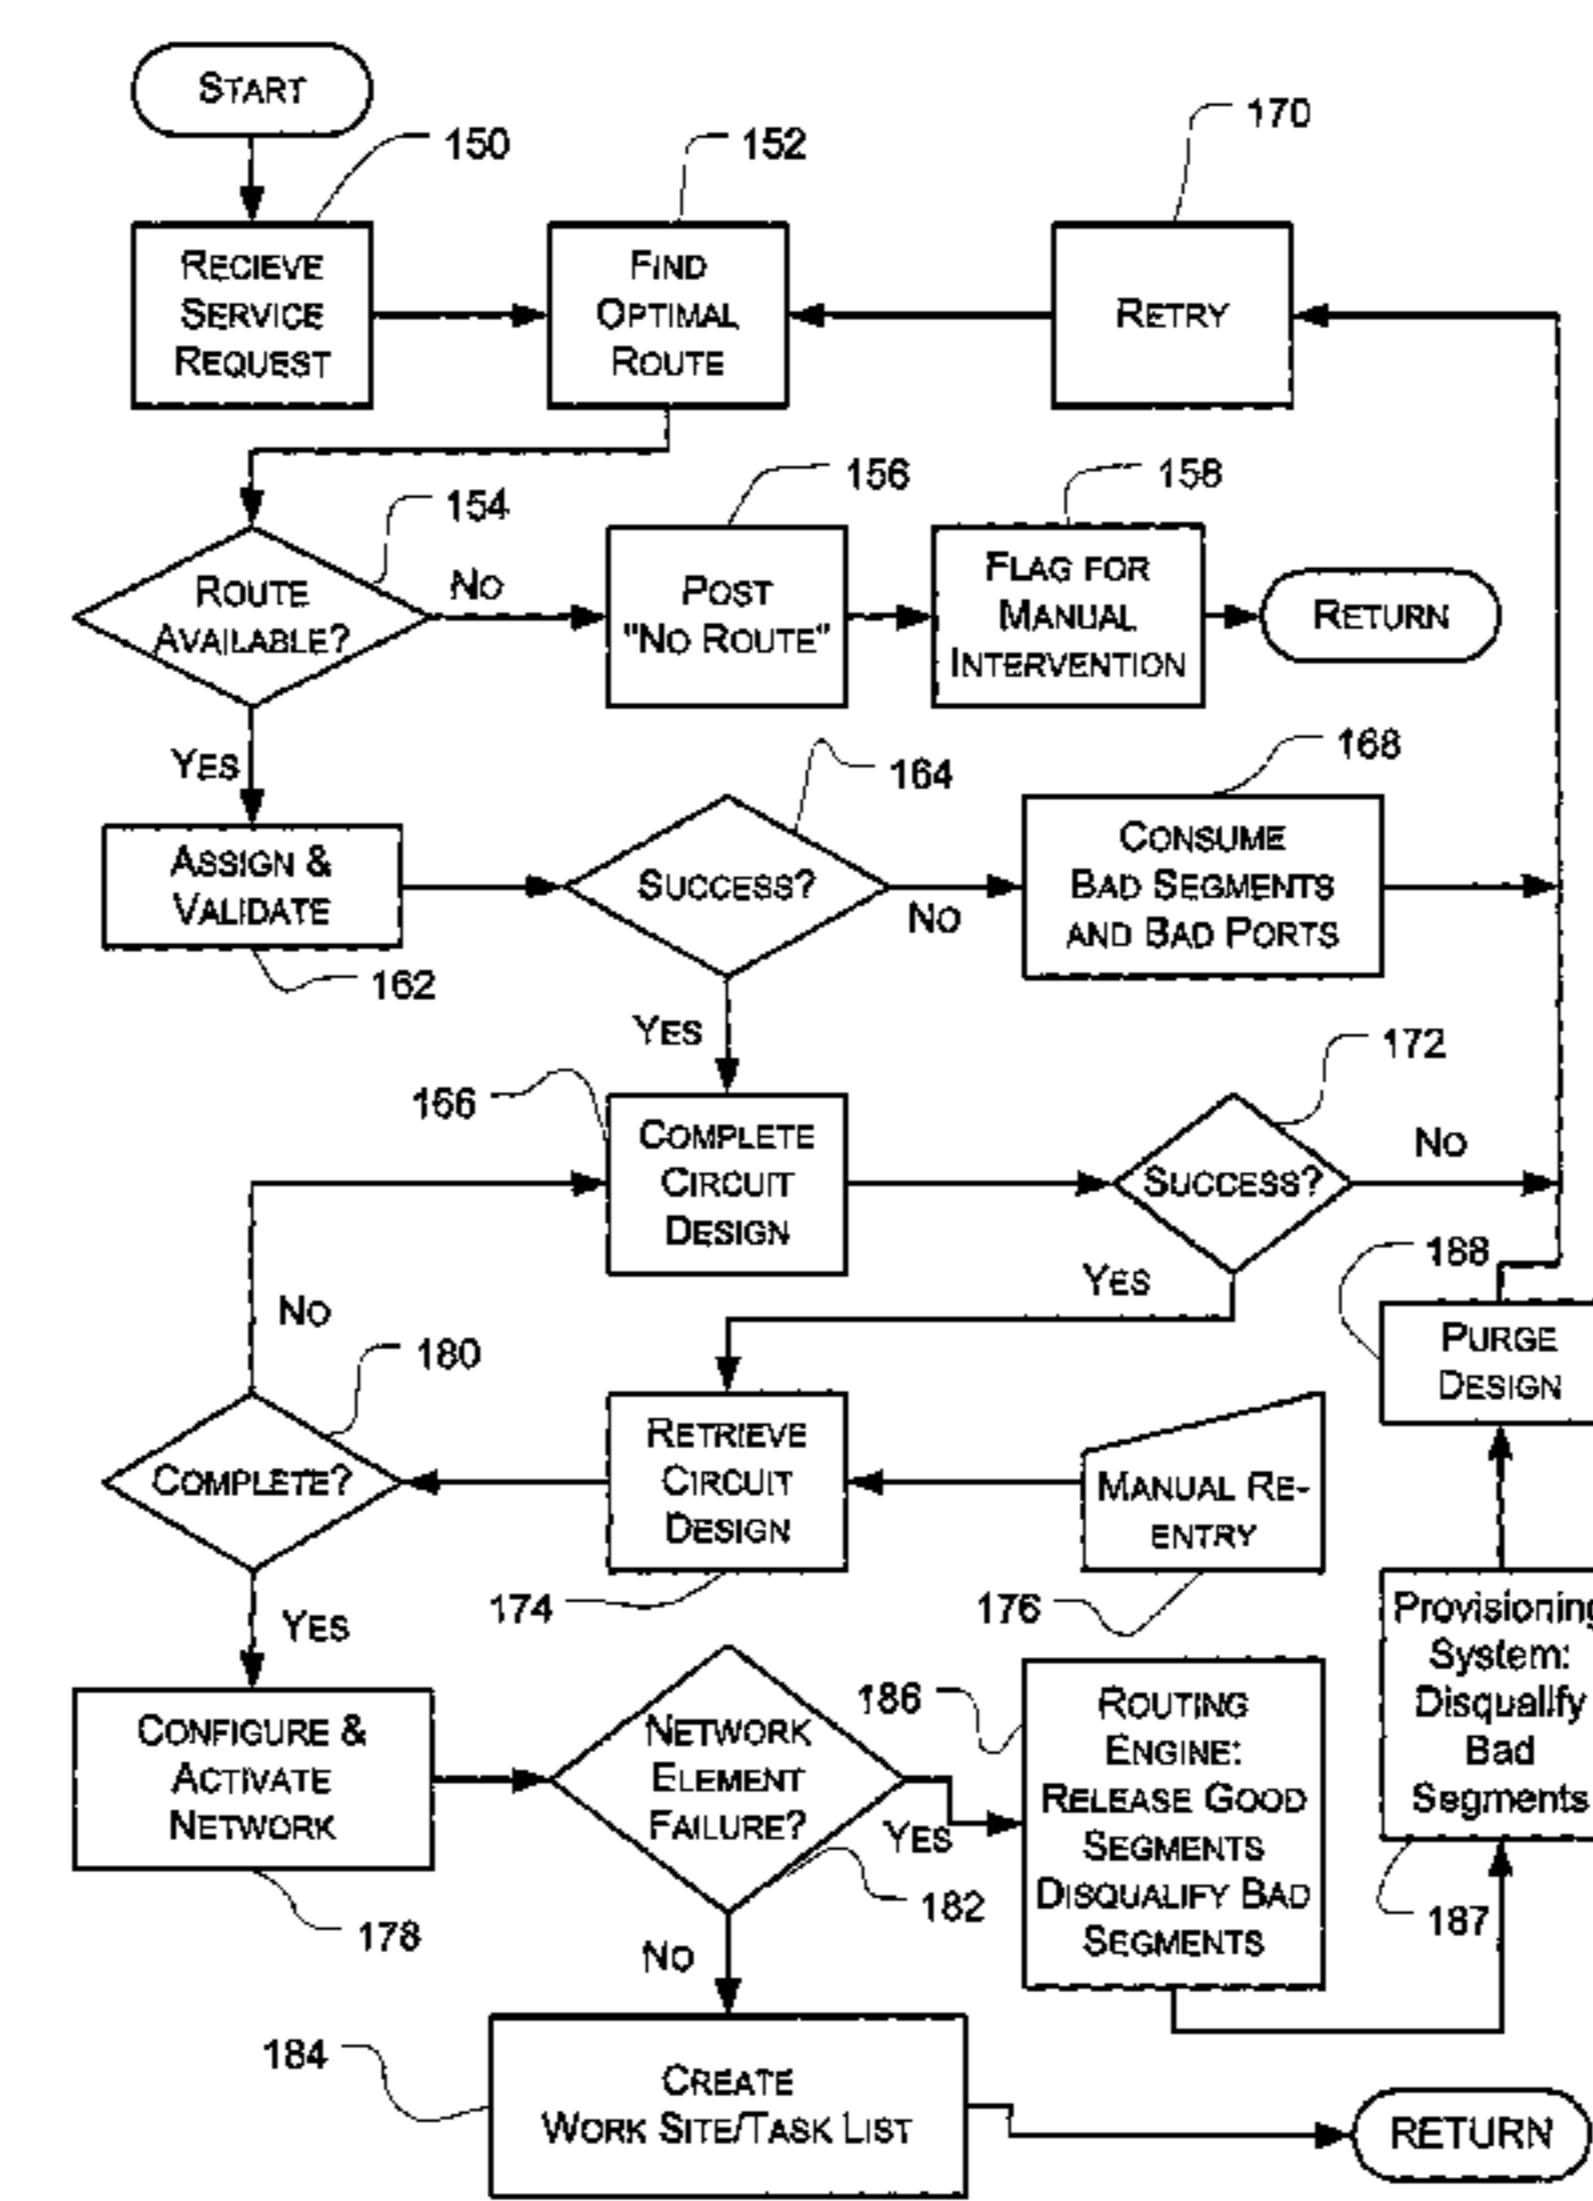 START
150
RECIEVE
SERVICE
REQUEST
152
FIND
OPTIMAL
ROUTE
170
RETRY
154
ROUTE
AVAILABLE?
NO
156
POST
"NO ROUTE"
158
FLAG FOR
MANUAL
INTERVENTION
RETURN
YES
ASSIGN &
VALIDATE
162
164
SUCCESS?
NO
168
CONSUME
BAD SEGMENTS
AND BAD PORTS
YES
166
COMPLETE
CIRCUIT
DESIGN
172
SUCCESS?
NO
YES
188
PURGE
DESIGN
NO
180
COMPLETE?
RETRIEVE
CIRCUIT
DESIGN
174
MANUAL RE-
ENTRY
176
Provisioning
System:
Disqualify
Bad
Segments
187
YES
CONFIGURE &
ACTIVATE
NETWORK
178
NETWORK
ELEMENT
FAILURE?
182
YES
186
ROUTING
ENGINE:
RELEASE GOOD
SEGMENTS
DISQUALIFY BAD
SEGMENTS
NO
184
CREATE
WORK SITE/TASK LIST
RETURN